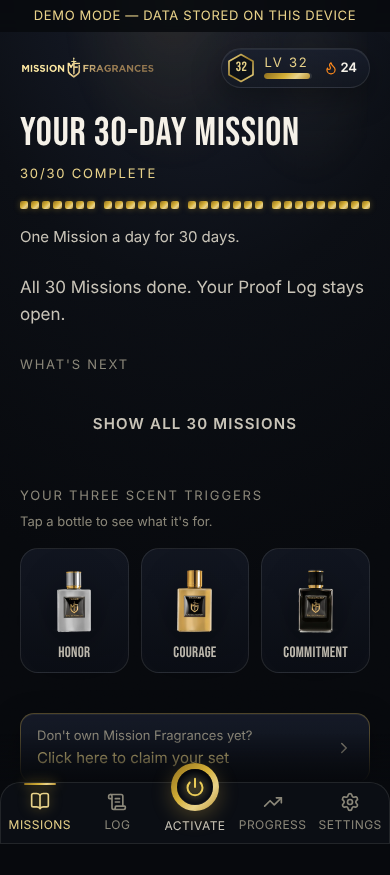 DEMO MODE — DATA STORED ON THIS DEVICE
MISSION FRAGRANCES
32
LV 32
24
YOUR 30-DAY MISSION
30/30 COMPLETE
One Mission a day for 30 days.
All 30 Missions done. Your Proof Log stays
open.
WHAT'S NEXT
SHOW ALL 30 MISSIONS
YOUR THREE SCENT TRIGGERS
Tap a bottle to see what it's for.
HONOR
COURAGE
COMMITMENT
Don't own Mission Fragrances yet?
Click here to claim your set
MISSIONS
LOG
ACTIVATE
PROGRESS
SETTINGS